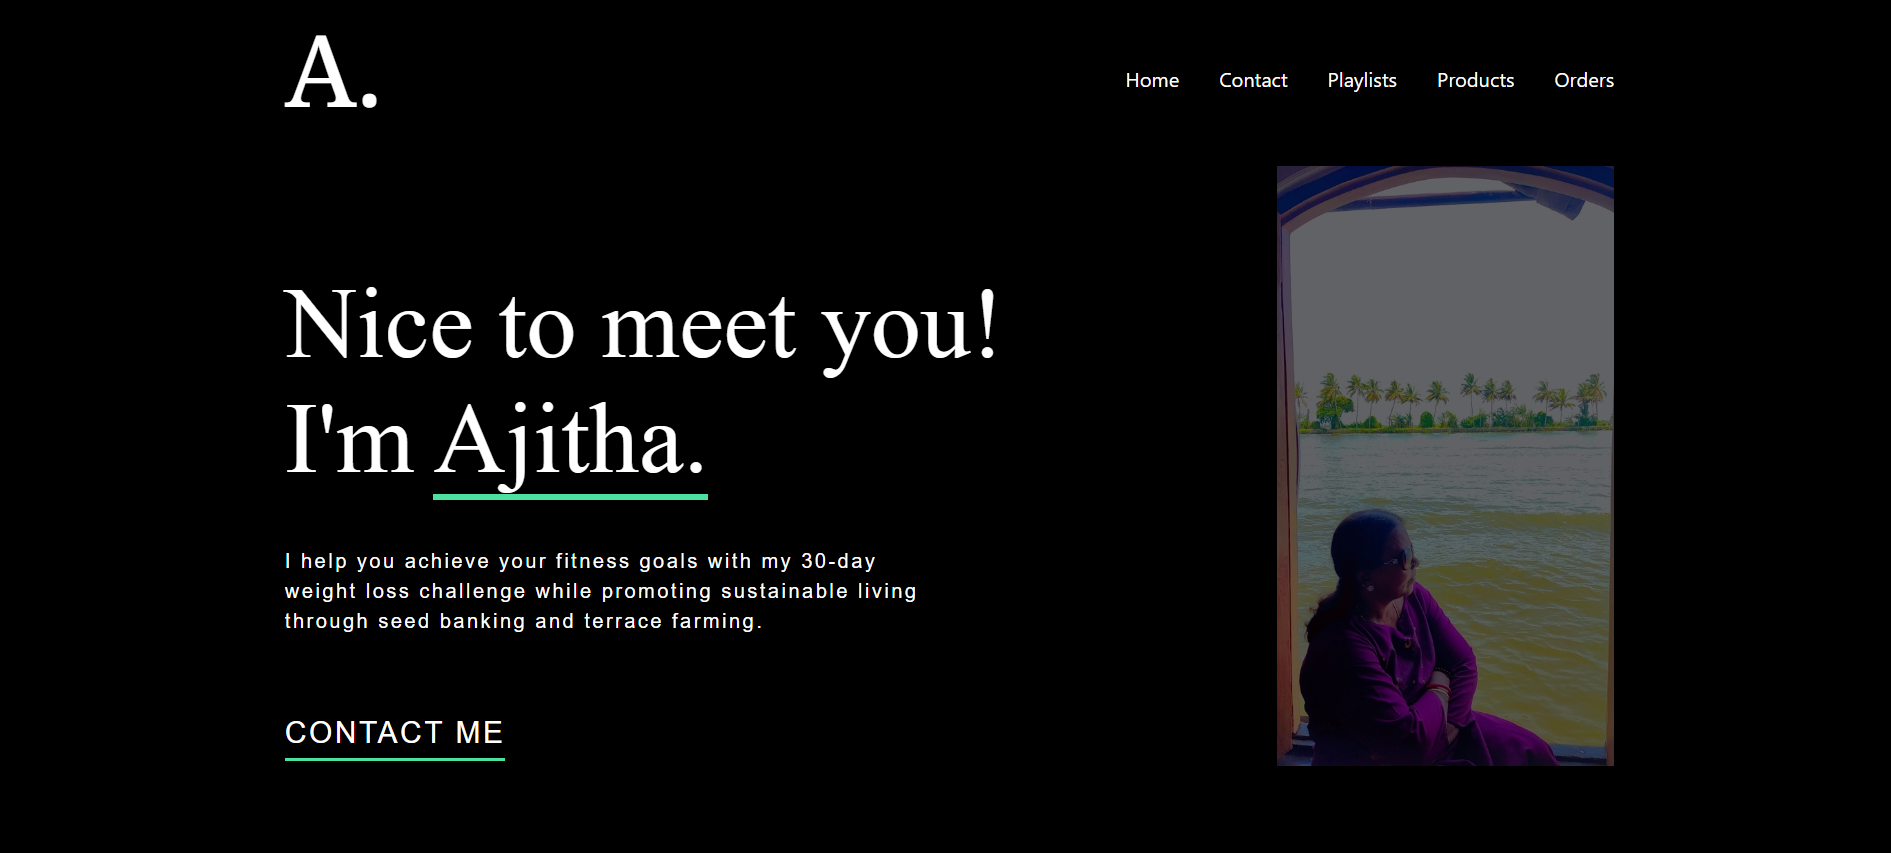 A.
Home Contact Playlists Products Orders
Nice to meet you!
I'm Ajitha.
I help you achieve your fitness goals with my 30-day
weight loss challenge while promoting sustainable living
through seed banking and terrace farming.
CONTACT ME